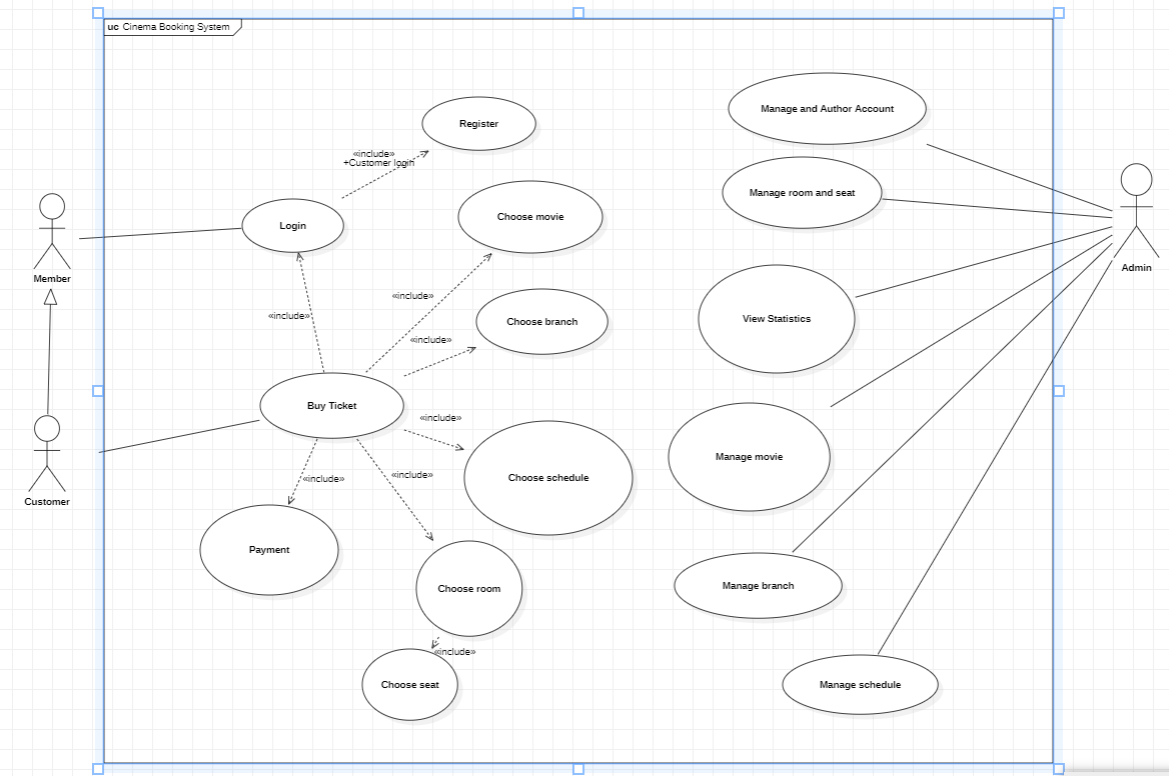 uc Cinema Booking System
Manage and Author Account
Register
«include»
+Customer login
Manage room and seat
Choose movie
Login
Member
Admin
«include»
«include»
View Statistics
Choose branch
«include»
Buy Ticket
«include»
Manage movie
«include»
«include»
Choose schedule
Customer
Payment
Choose room
Manage branch
«include»
Choose seat
Manage schedule